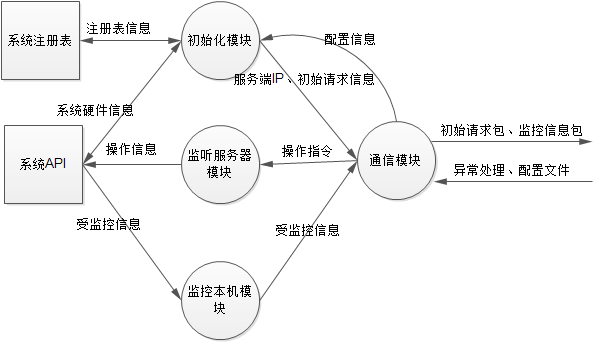 系统注册表
注册表信息
初始化模块
配置信息
服务端IP、初始请求信息
系统硬件信息
系统API
操作信息
监听服务器
模块
操作指令
通信模块
初始请求包、监控信息包
异常处理、配置文件
受监控信息
受监控信息
监控本机模
块